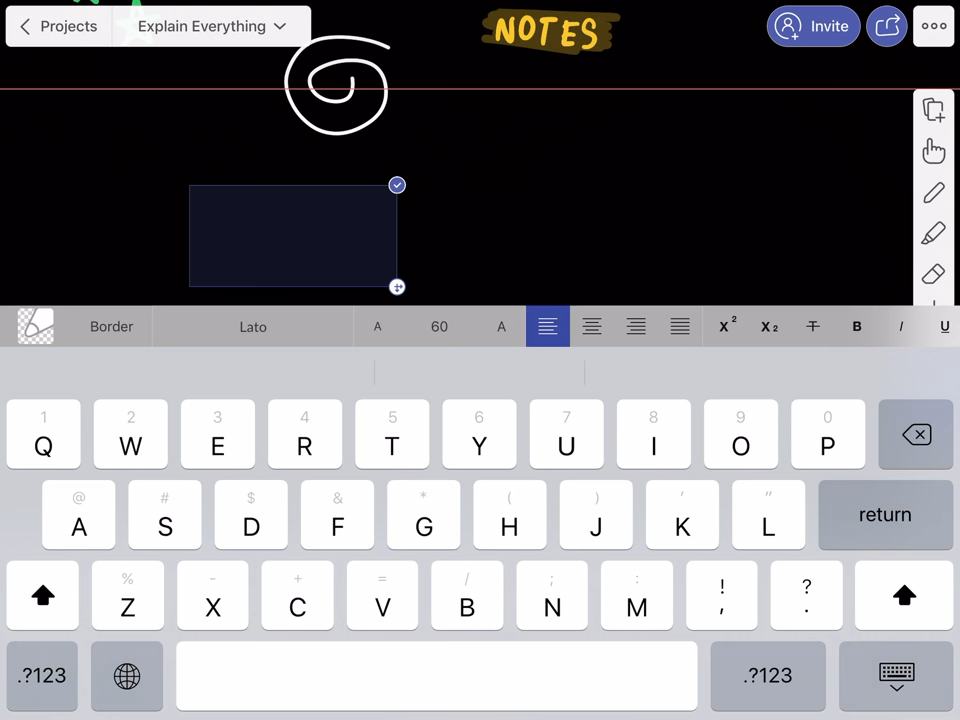 Projects
Explain Everything
NOTES
Invite
Border
Lato
A
60
A
X²
X₂
T
B
I
U
1 2 3 4 5 6 7 8 9 0
Q W E R T Y U I O P
@ # $ & * ( ) ' "
A S D F G H J K L
return
% - + = / ; : ! ?
Z X C V B N M , .
.?123
.?123